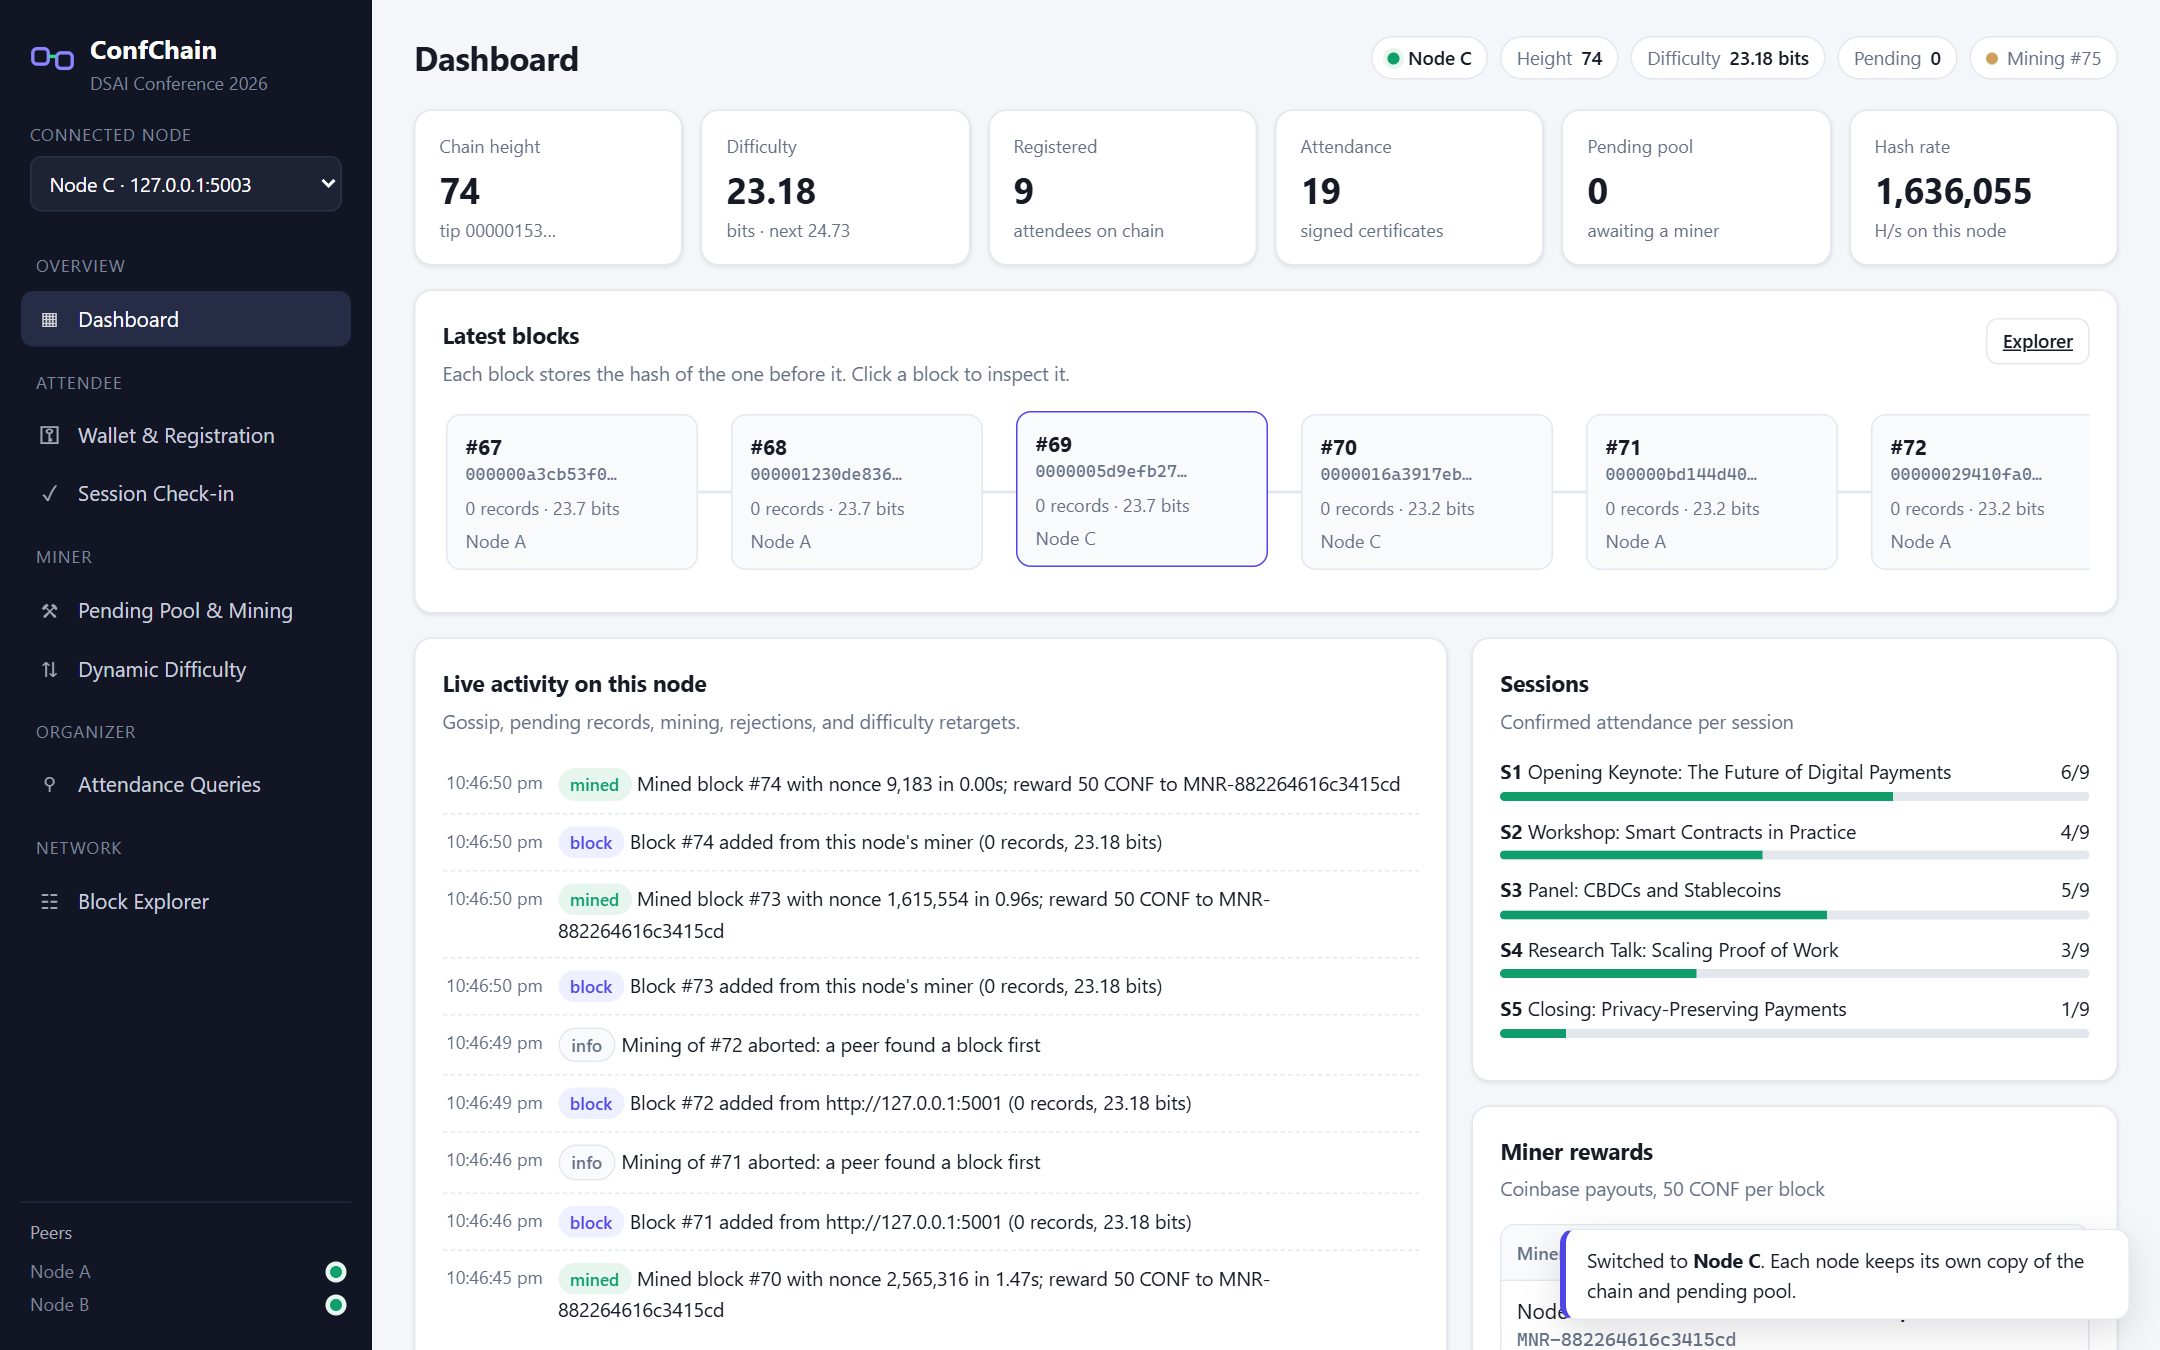 ConfChain
DSAI Conference 2026
CONNECTED NODE
Node C · 127.0.0.1:5003
OVERVIEW
Dashboard
ATTENDEE
Wallet & Registration
Session Check-in
MINER
Pending Pool & Mining
Dynamic Difficulty
ORGANIZER
Attendance Queries
NETWORK
Block Explorer
Peers
Node A
Node B
Dashboard
Node C
Height 74
Difficulty 23.18 bits
Pending 0
Mining #75
Chain height
74
tip 00000153…
Difficulty
23.18
bits · next 24.73
Registered
9
attendees on chain
Attendance
19
signed certificates
Pending pool
0
awaiting a miner
Hash rate
1,636,055
H/s on this node
Latest blocks
Each block stores the hash of the one before it. Click a block to inspect it.
Explorer
#67
000000a3cb53f0…
0 records · 23.7 bits
Node A
#68
000001230de836…
0 records · 23.7 bits
Node A
#69
0000005d9efb27…
0 records · 23.7 bits
Node C
#70
0000016a3917eb…
0 records · 23.2 bits
Node C
#71
000000bd144d40…
0 records · 23.2 bits
Node A
#72
00000029410fa0…
0 records · 23.2 bits
Node A
Live activity on this node
Gossip, pending records, mining, rejections, and difficulty retargets.
10:46:50 pm mined Mined block #74 with nonce 9,183 in 0.00s; reward 50 CONF to MNR-882264616c3415cd
10:46:50 pm block Block #74 added from this node's miner (0 records, 23.18 bits)
10:46:50 pm mined Mined block #73 with nonce 1,615,554 in 0.96s; reward 50 CONF to MNR-
882264616c3415cd
10:46:50 pm block Block #73 added from this node's miner (0 records, 23.18 bits)
10:46:49 pm info Mining of #72 aborted: a peer found a block first
10:46:49 pm block Block #72 added from http://127.0.0.1:5001 (0 records, 23.18 bits)
10:46:46 pm info Mining of #71 aborted: a peer found a block first
10:46:46 pm block Block #71 added from http://127.0.0.1:5001 (0 records, 23.18 bits)
10:46:45 pm mined Mined block #70 with nonce 2,565,316 in 1.47s; reward 50 CONF to MNR-
882264616c3415cd
Sessions
Confirmed attendance per session
S1 Opening Keynote: The Future of Digital Payments 6/9
S2 Workshop: Smart Contracts in Practice 4/9
S3 Panel: CBDCs and Stablecoins 5/9
S4 Research Talk: Scaling Proof of Work 3/9
S5 Closing: Privacy-Preserving Payments 1/9
Miner rewards
Coinbase payouts, 50 CONF per block
Switched to Node C. Each node keeps its own copy of the
chain and pending pool.
MNR-882264616c3415cd